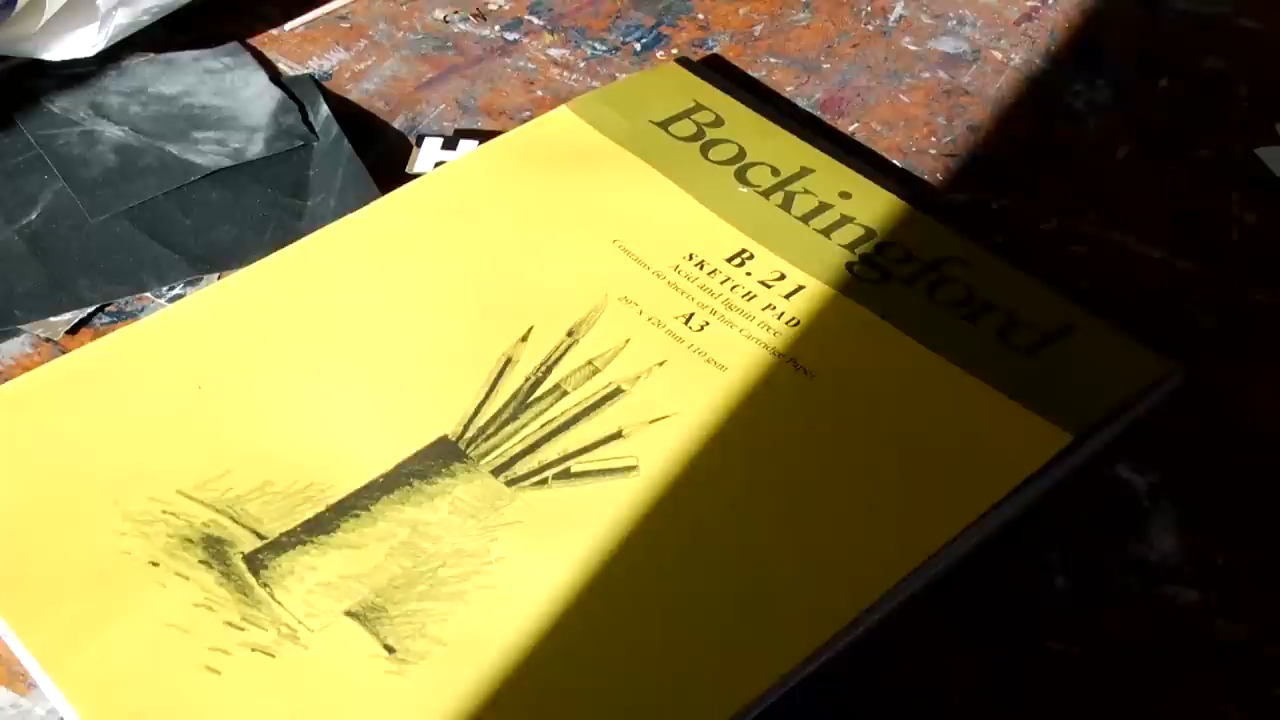 Bockingford
B.21
SKETCH PAD
Acid and lignin free
Contains 60 sheets of White Cartridge Paper
A3
297 x 420 mm 110 gsm
H